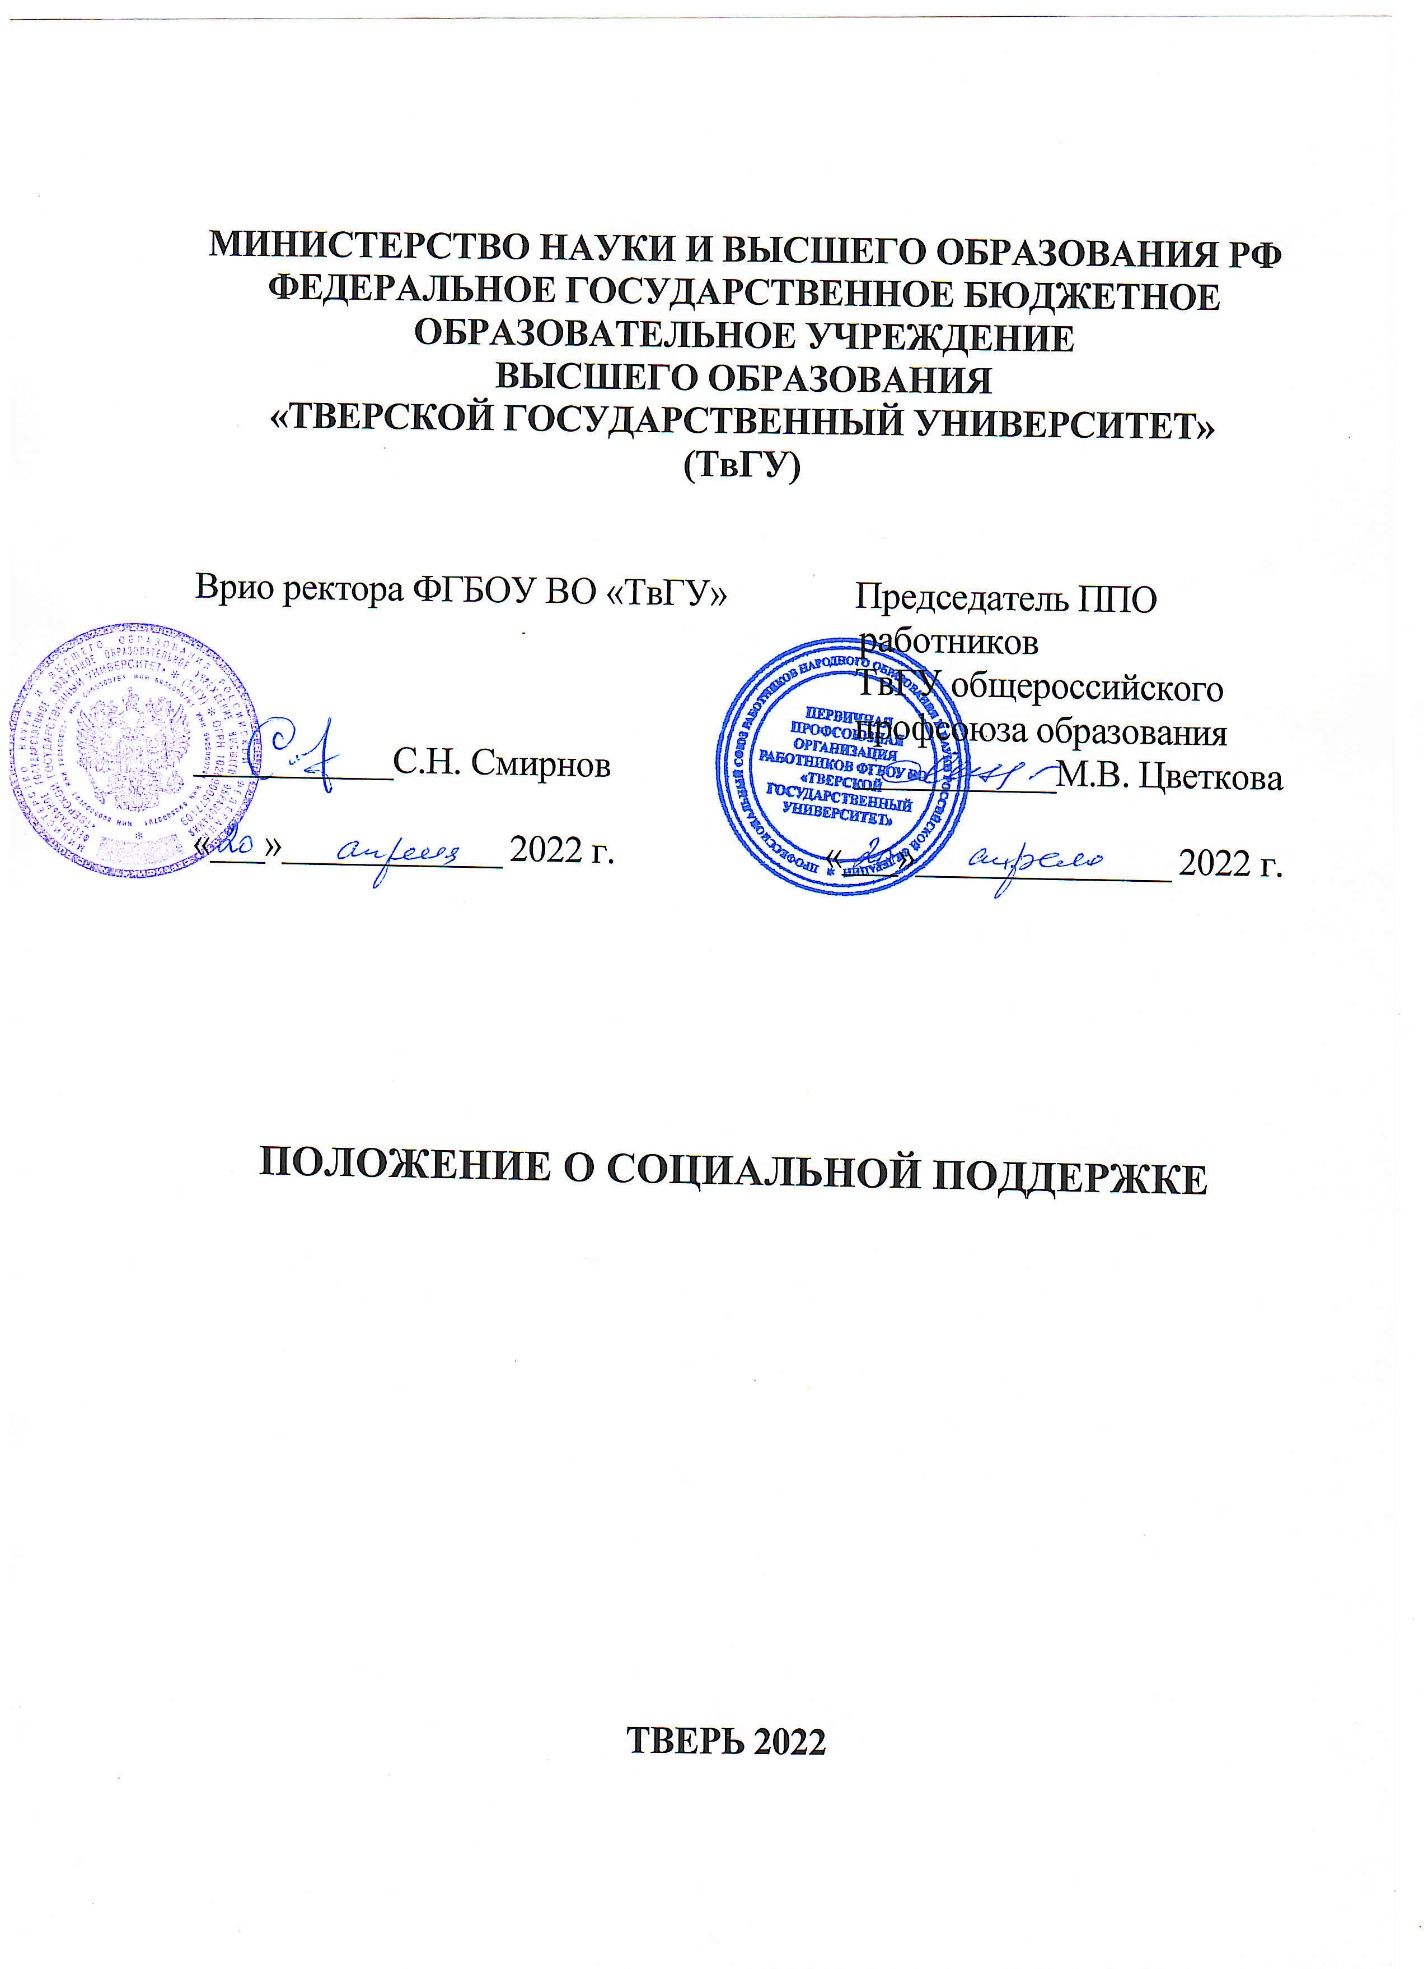 МИНИСТЕРСТВО НАУКИ И ВЫСШЕГО ОБРАЗОВАНИЯ РФ
ФЕДЕРАЛЬНОЕ ГОСУДАРСТВЕННОЕ БЮДЖЕТНОЕ
ОБРАЗОВАТЕЛЬНОЕ УЧРЕЖДЕНИЕ
ВЫСШЕГО ОБРАЗОВАНИЯ
«ТВЕРСКОЙ ГОСУДАРСТВЕННЫЙ УНИВЕРСИТЕТ»
(ТвГУ)
Врио ректора ФГБОУ ВО «ТвГУ»
С.Н. Смирнов
«20» апреля 2022 г.
Председатель ППО
работников
ТвГУ общероссийского
профсоюза образования
М.В. Цветкова
« » апреля 2022 г.
ПЕРВИЧНАЯ
ПРОФСОЮЗНАЯ
ОРГАНИЗАЦИЯ
РАБОТНИКОВ ФГБОУ ВО
«ТВЕРСКОЙ
ГОСУДАРСТВЕННЫЙ
УНИВЕРСИТЕТ»
ПОЛОЖЕНИЕ О СОЦИАЛЬНОЙ ПОДДЕРЖКЕ
ТВЕРЬ 2022